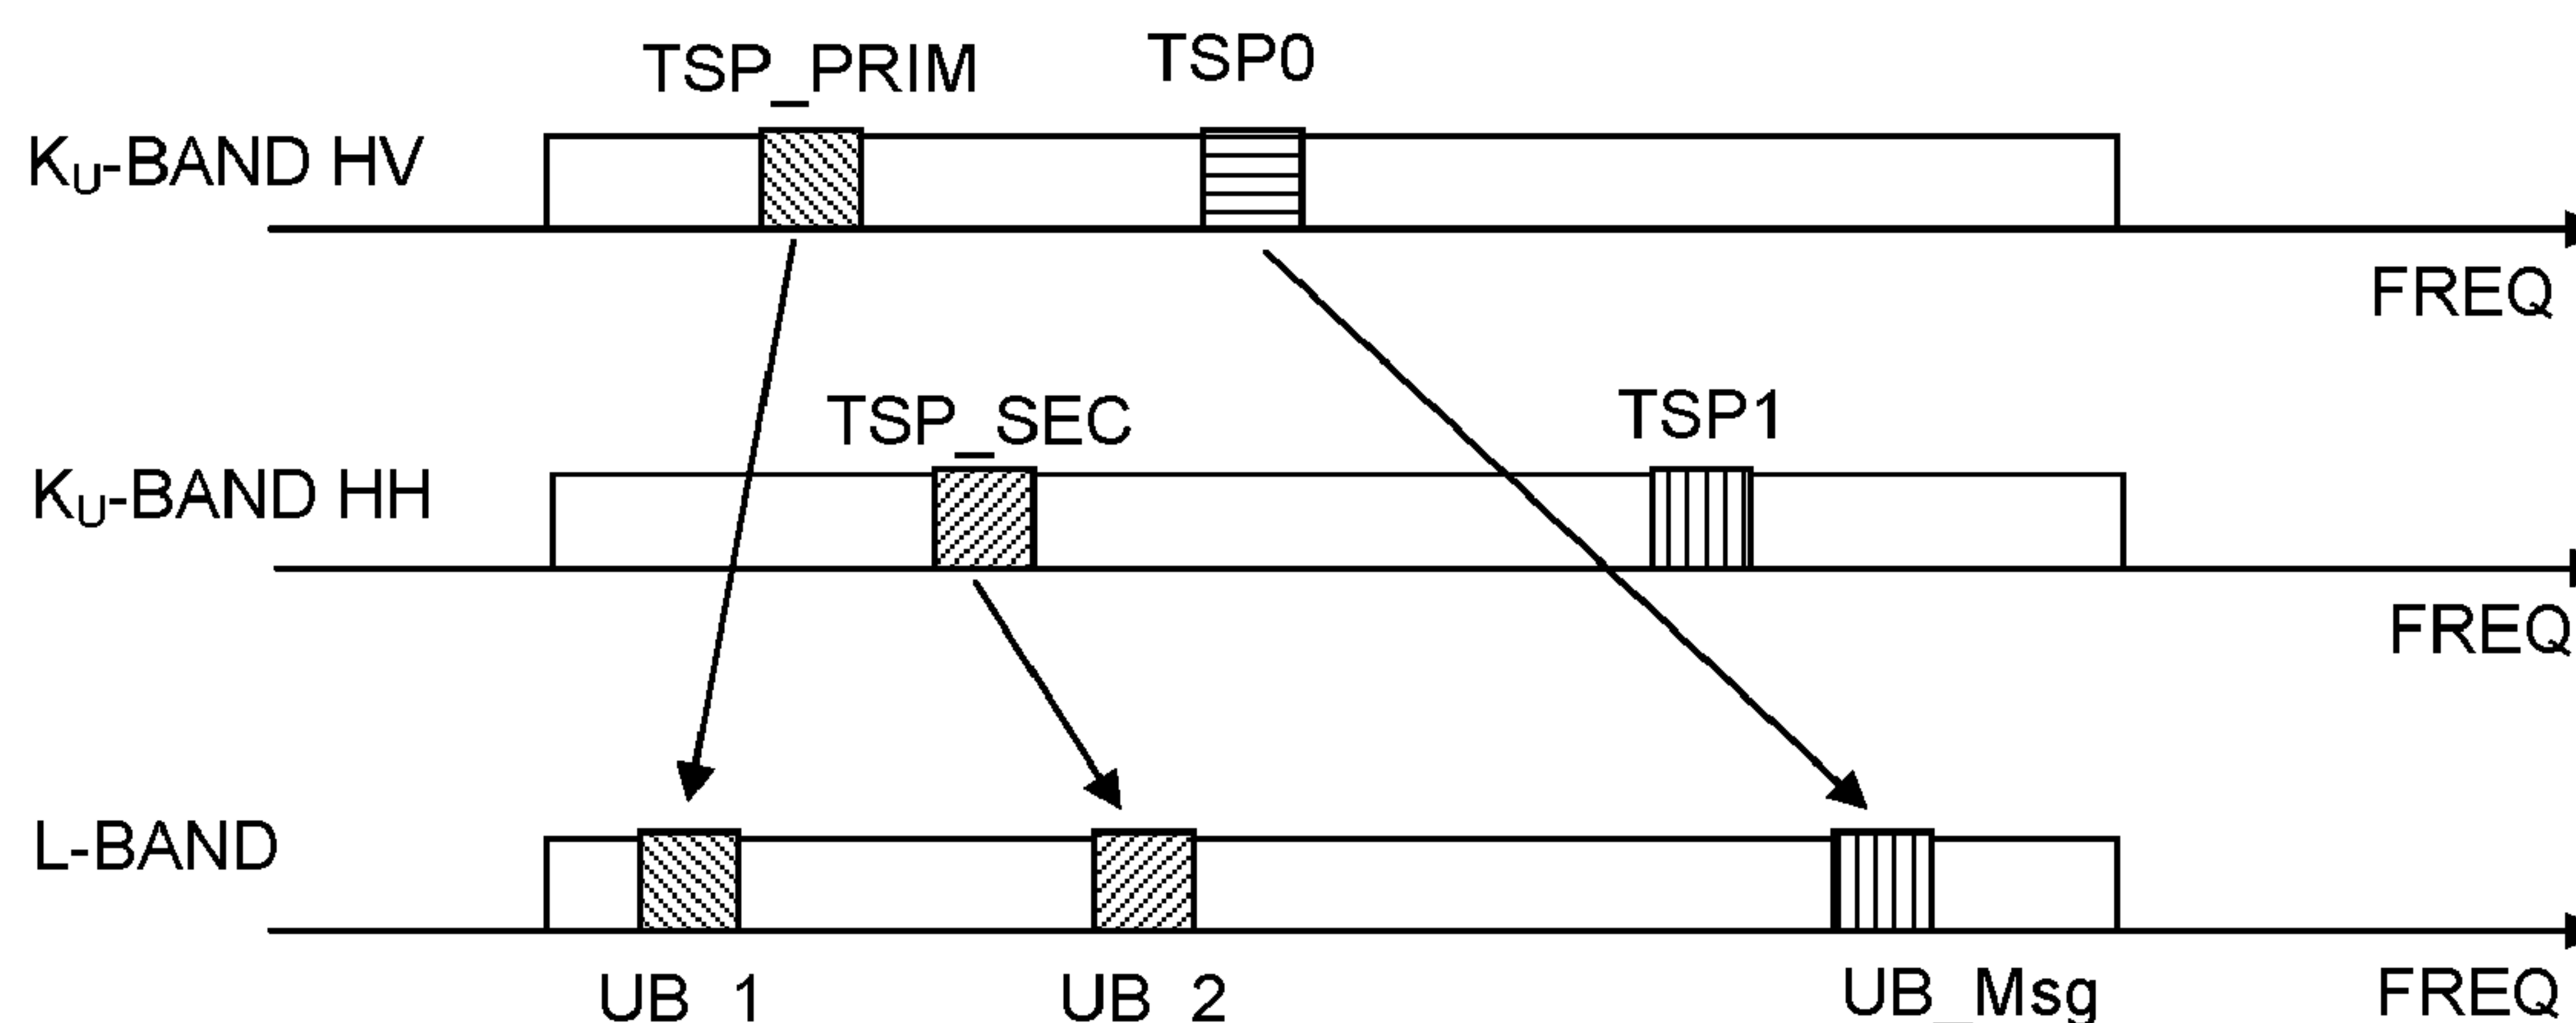 TSP_PRIM
TSP0
KU-BAND HV
FREQ
TSP_SEC
TSP1
KU-BAND HH
FREQ
L-BAND
UB 1
UB 2
UB_Msg
FREQ